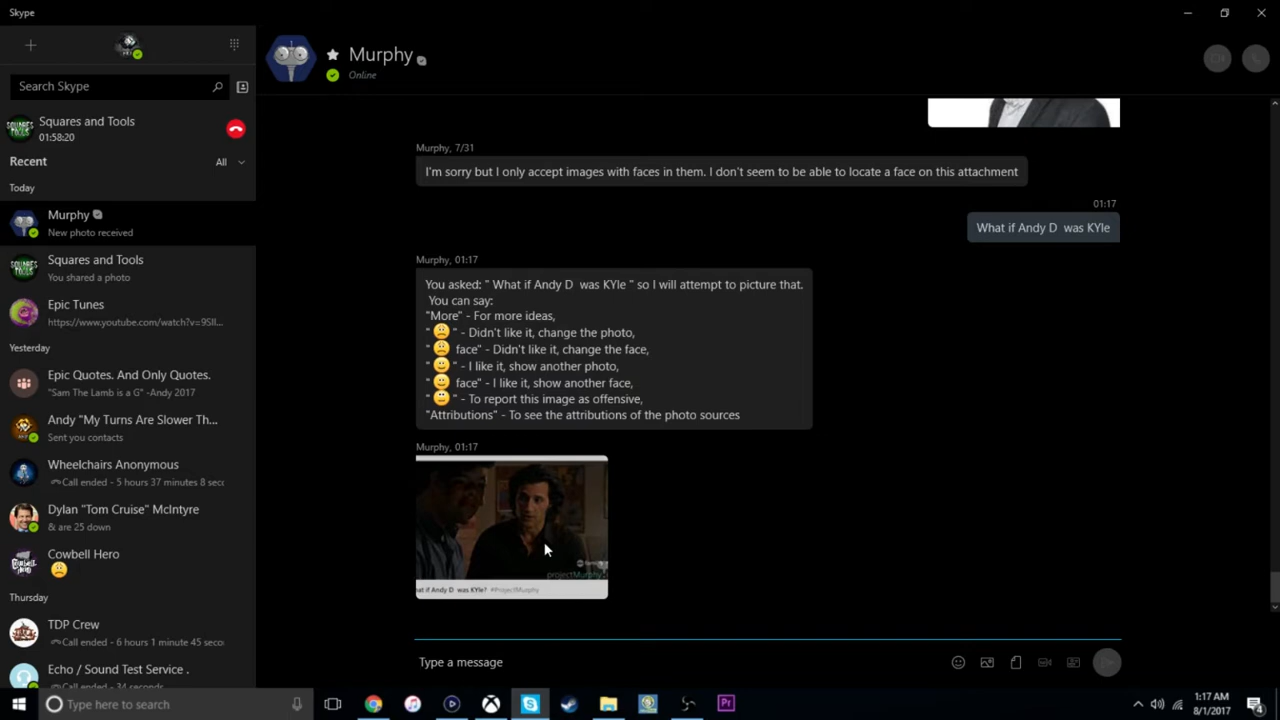 Skype
Search Skype
Squares and Tools
01:58:20
Recent
All
Today
Murphy
New photo received
Squares and Tools
You shared a photo
Epic Tunes
https://www.youtube.com/watch?v=9SlI...
Yesterday
Epic Quotes. And Only Quotes.
"Sam The Lamb is a G" -Andy 2017
Andy "My Turns Are Slower Th...
Sent you contacts
Wheelchairs Anonymous
Call ended - 5 hours 37 minutes 8 seco
Dylan "Tom Cruise" McIntyre
& are 25 down
Cowbell Hero
Thursday
TDP Crew
Call ended - 6 hours 1 minute 45 seco
Echo / Sound Test Service .
Call ended - 34 seconds
Murphy
Online
Murphy, 7/31
I'm sorry but I only accept images with faces in them. I don't seem to be able to locate a face on this attachment
01:17
What if Andy D was KYle
Murphy, 01:17
You asked: " What if Andy D was KYle " so I will attempt to picture that.
You can say:
"More" - For more ideas,
" " - Didn't like it, change the photo,
" face" - Didn't like it, change the face,
" " - I like it, show another photo,
" face" - I like it, show another face,
" " - To report this image as offensive,
"Attributions" - To see the attributions of the photo sources
Murphy, 01:17
projectMurphy
at if Andy D was KYle? #ProjectMurphy
Type a message
Type here to search
1:17 AM
8/1/2017
4